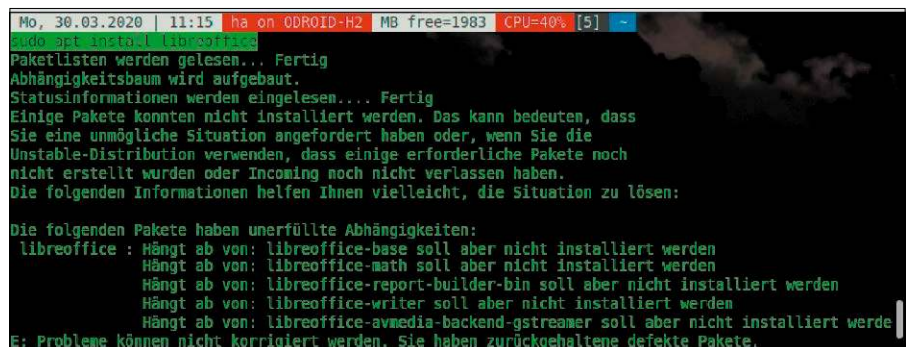 Mo, 30.03.2020 | 11:15 ha on ODROID-H2 MB free=1983 CPU=40% [5] ~
sudo apt install libreoffice
Paketlisten werden gelesen... Fertig
Abhängigkeitsbaum wird aufgebaut.
Statusinformationen werden eingelesen.... Fertig
Einige Pakete konnten nicht installiert werden. Das kann bedeuten, dass
Sie eine unmögliche Situation angefordert haben oder, wenn Sie die
Unstable-Distribution verwenden, dass einige erforderliche Pakete noch
nicht erstellt wurden oder Incoming noch nicht verlassen haben.
Die folgenden Informationen helfen Ihnen vielleicht, die Situation zu lösen:
Die folgenden Pakete haben unerfüllte Abhängigkeiten:
libreoffice : Hängt ab von: libreoffice-base soll aber nicht installiert werden
Hängt ab von: libreoffice-math soll aber nicht installiert werden
Hängt ab von: libreoffice-report-builder-bin soll aber nicht installiert werden
Hängt ab von: libreoffice-writer soll aber nicht installiert werden
Hängt ab von: libreoffice-avmedia-backend-gstreamer soll aber nicht installiert werde
E: Probleme können nicht korrigiert werden, Sie haben zurückgehaltene defekte Pakete.